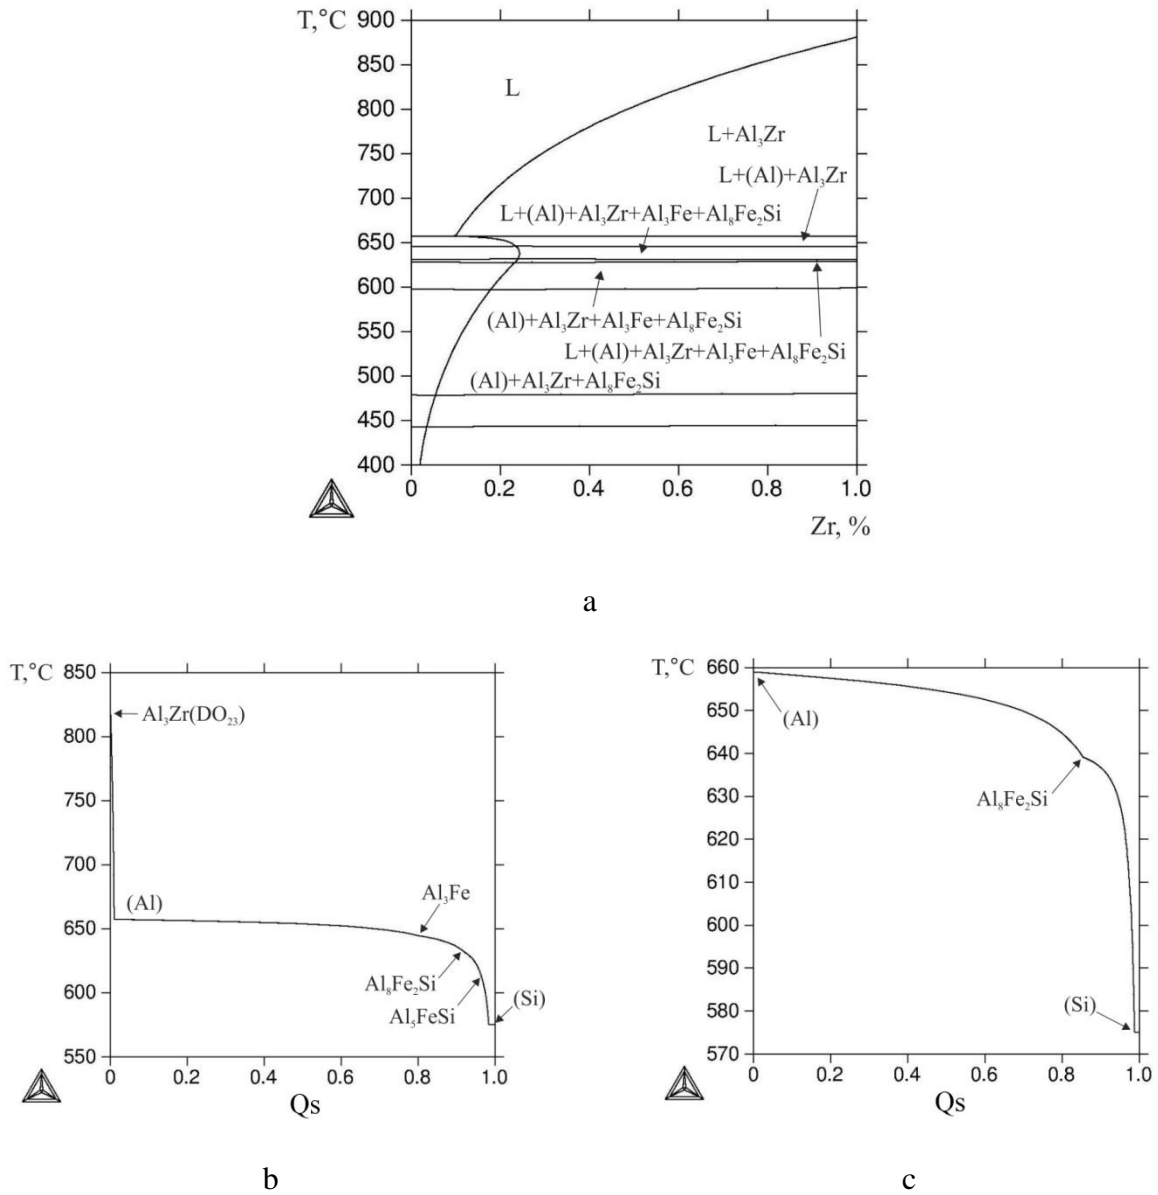 T,°C 900
850
800
750
700
650
600
550
500
450
400
L
L+Al₃Zr
L+(Al)+Al₃Zr
L+(Al)+Al₃Zr+Al₃Fe+Al₈Fe₂Si
(Al)+Al₃Zr+Al₃Fe+Al₈Fe₂Si
L+(Al)+Al₃Zr+Al₃Fe+Al₈Fe₂Si
(Al)+Al₃Zr+Al₈Fe₂Si
0 0.2 0.4 0.6 0.8 1.0
Zr, %
a
T,°C 850
800
750
700
650
600
550
Al₃Zr(DO₂₃)
(Al)
Al₃Fe
Al₈Fe₂Si
Al₅FeSi
(Si)
0 0.2 0.4 0.6 0.8 1.0
Qs
b
T,°C 660
650
640
630
620
610
600
590
580
570
(Al)
Al₈Fe₂Si
(Si)
0 0.2 0.4 0.6 0.8 1.0
Qs
c